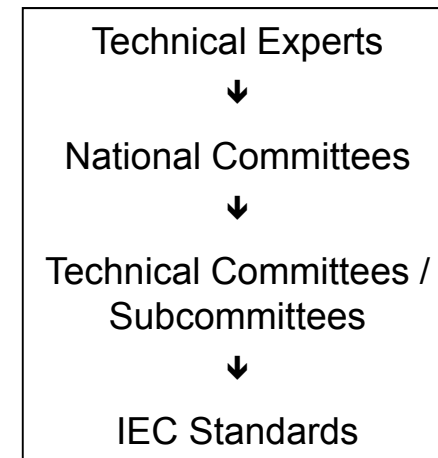 Technical Experts
↓
National Committees
↓
Technical Committees /
Subcommittees
↓
IEC Standards